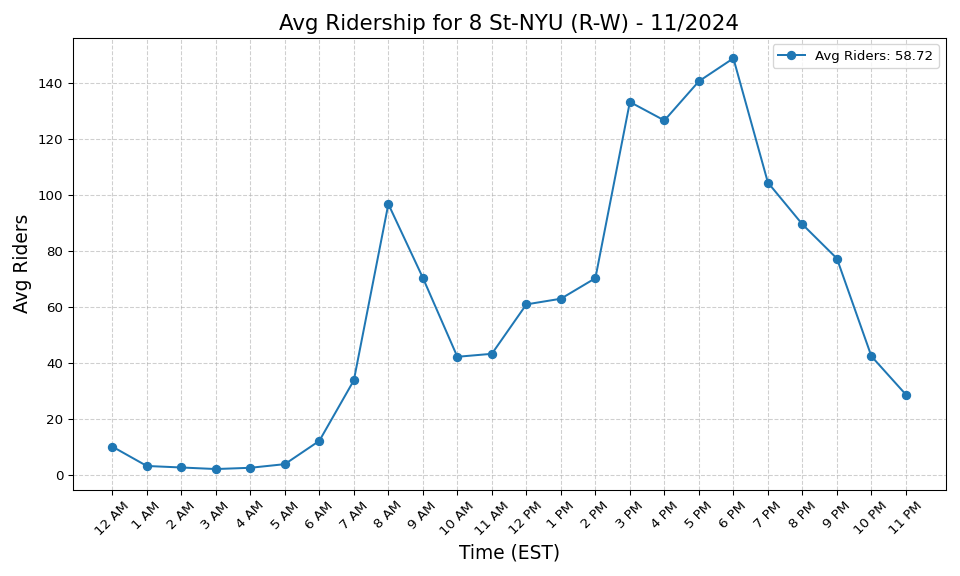 Avg Ridership for 8 St-NYU (R-W) - 11/2024
Avg Riders: 58.72
Avg Riders
140
120
100
80
60
40
20
0
12 AM
1 AM
2 AM
3 AM
4 AM
5 AM
6 AM
7 AM
8 AM
9 AM
10 AM
11 AM
12 PM
1 PM
2 PM
3 PM
4 PM
5 PM
6 PM
7 PM
8 PM
9 PM
10 PM
11 PM
Time (EST)